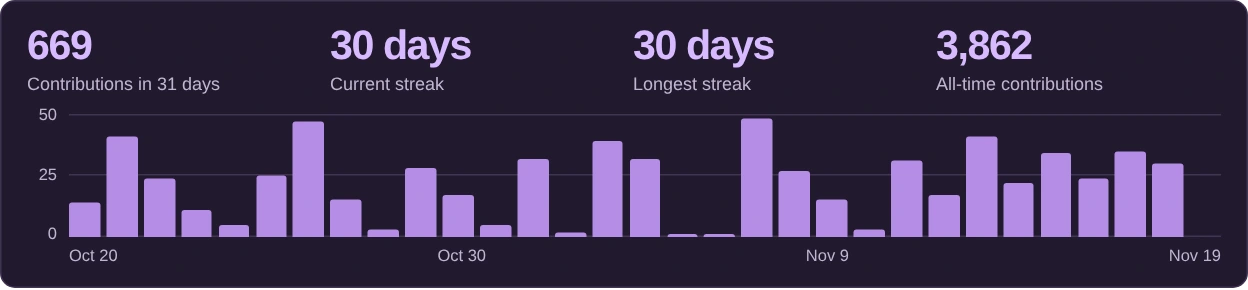 669
Contributions in 31 days
30 days
Current streak
30 days
Longest streak
3,862
All-time contributions
50
25
0
Oct 20
Oct 30
Nov 9
Nov 19